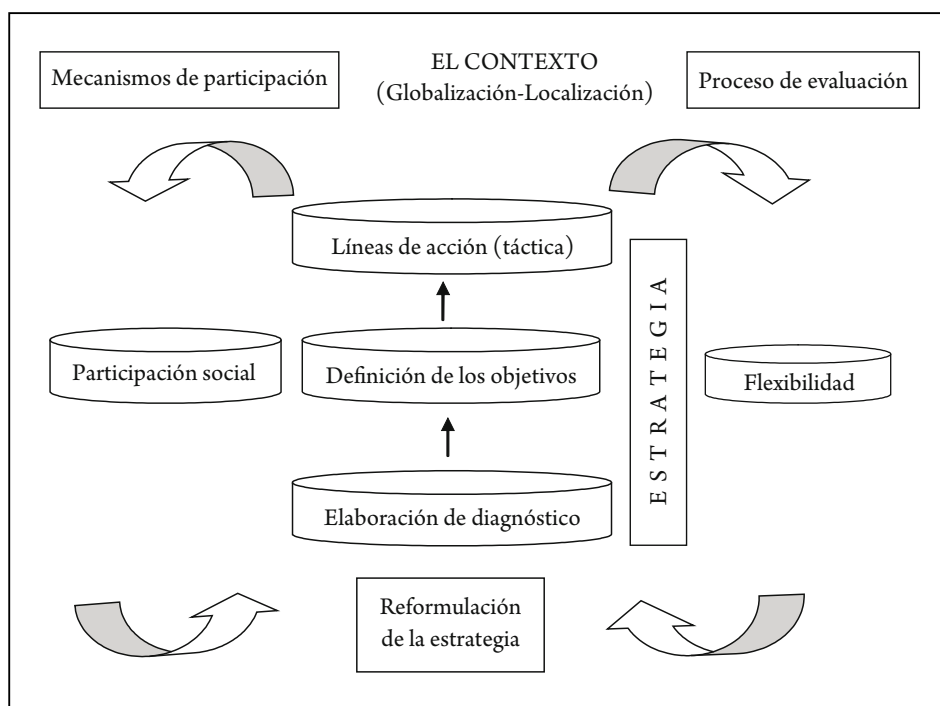 EL CONTEXTO
(Globalización-Localización)
Mecanismos de participación
Proceso de evaluación
Líneas de acción (táctica)
Participación social
Definición de los objetivos
Flexibilidad
ESTRATEGIA
Elaboración de diagnóstico
Reformulación
de la estrategia